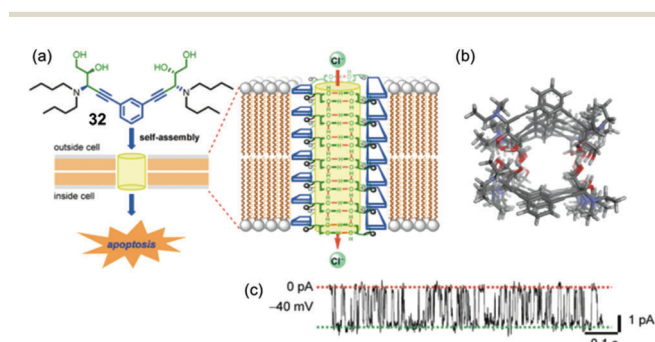 (a)
OH
HO
OH
OH
N
N
32
self-assembly
outside cell
inside cell
apoptosis
Cl⁻
Cl⁻
(b)
(c)
0 pA
−40 mV
1 pA